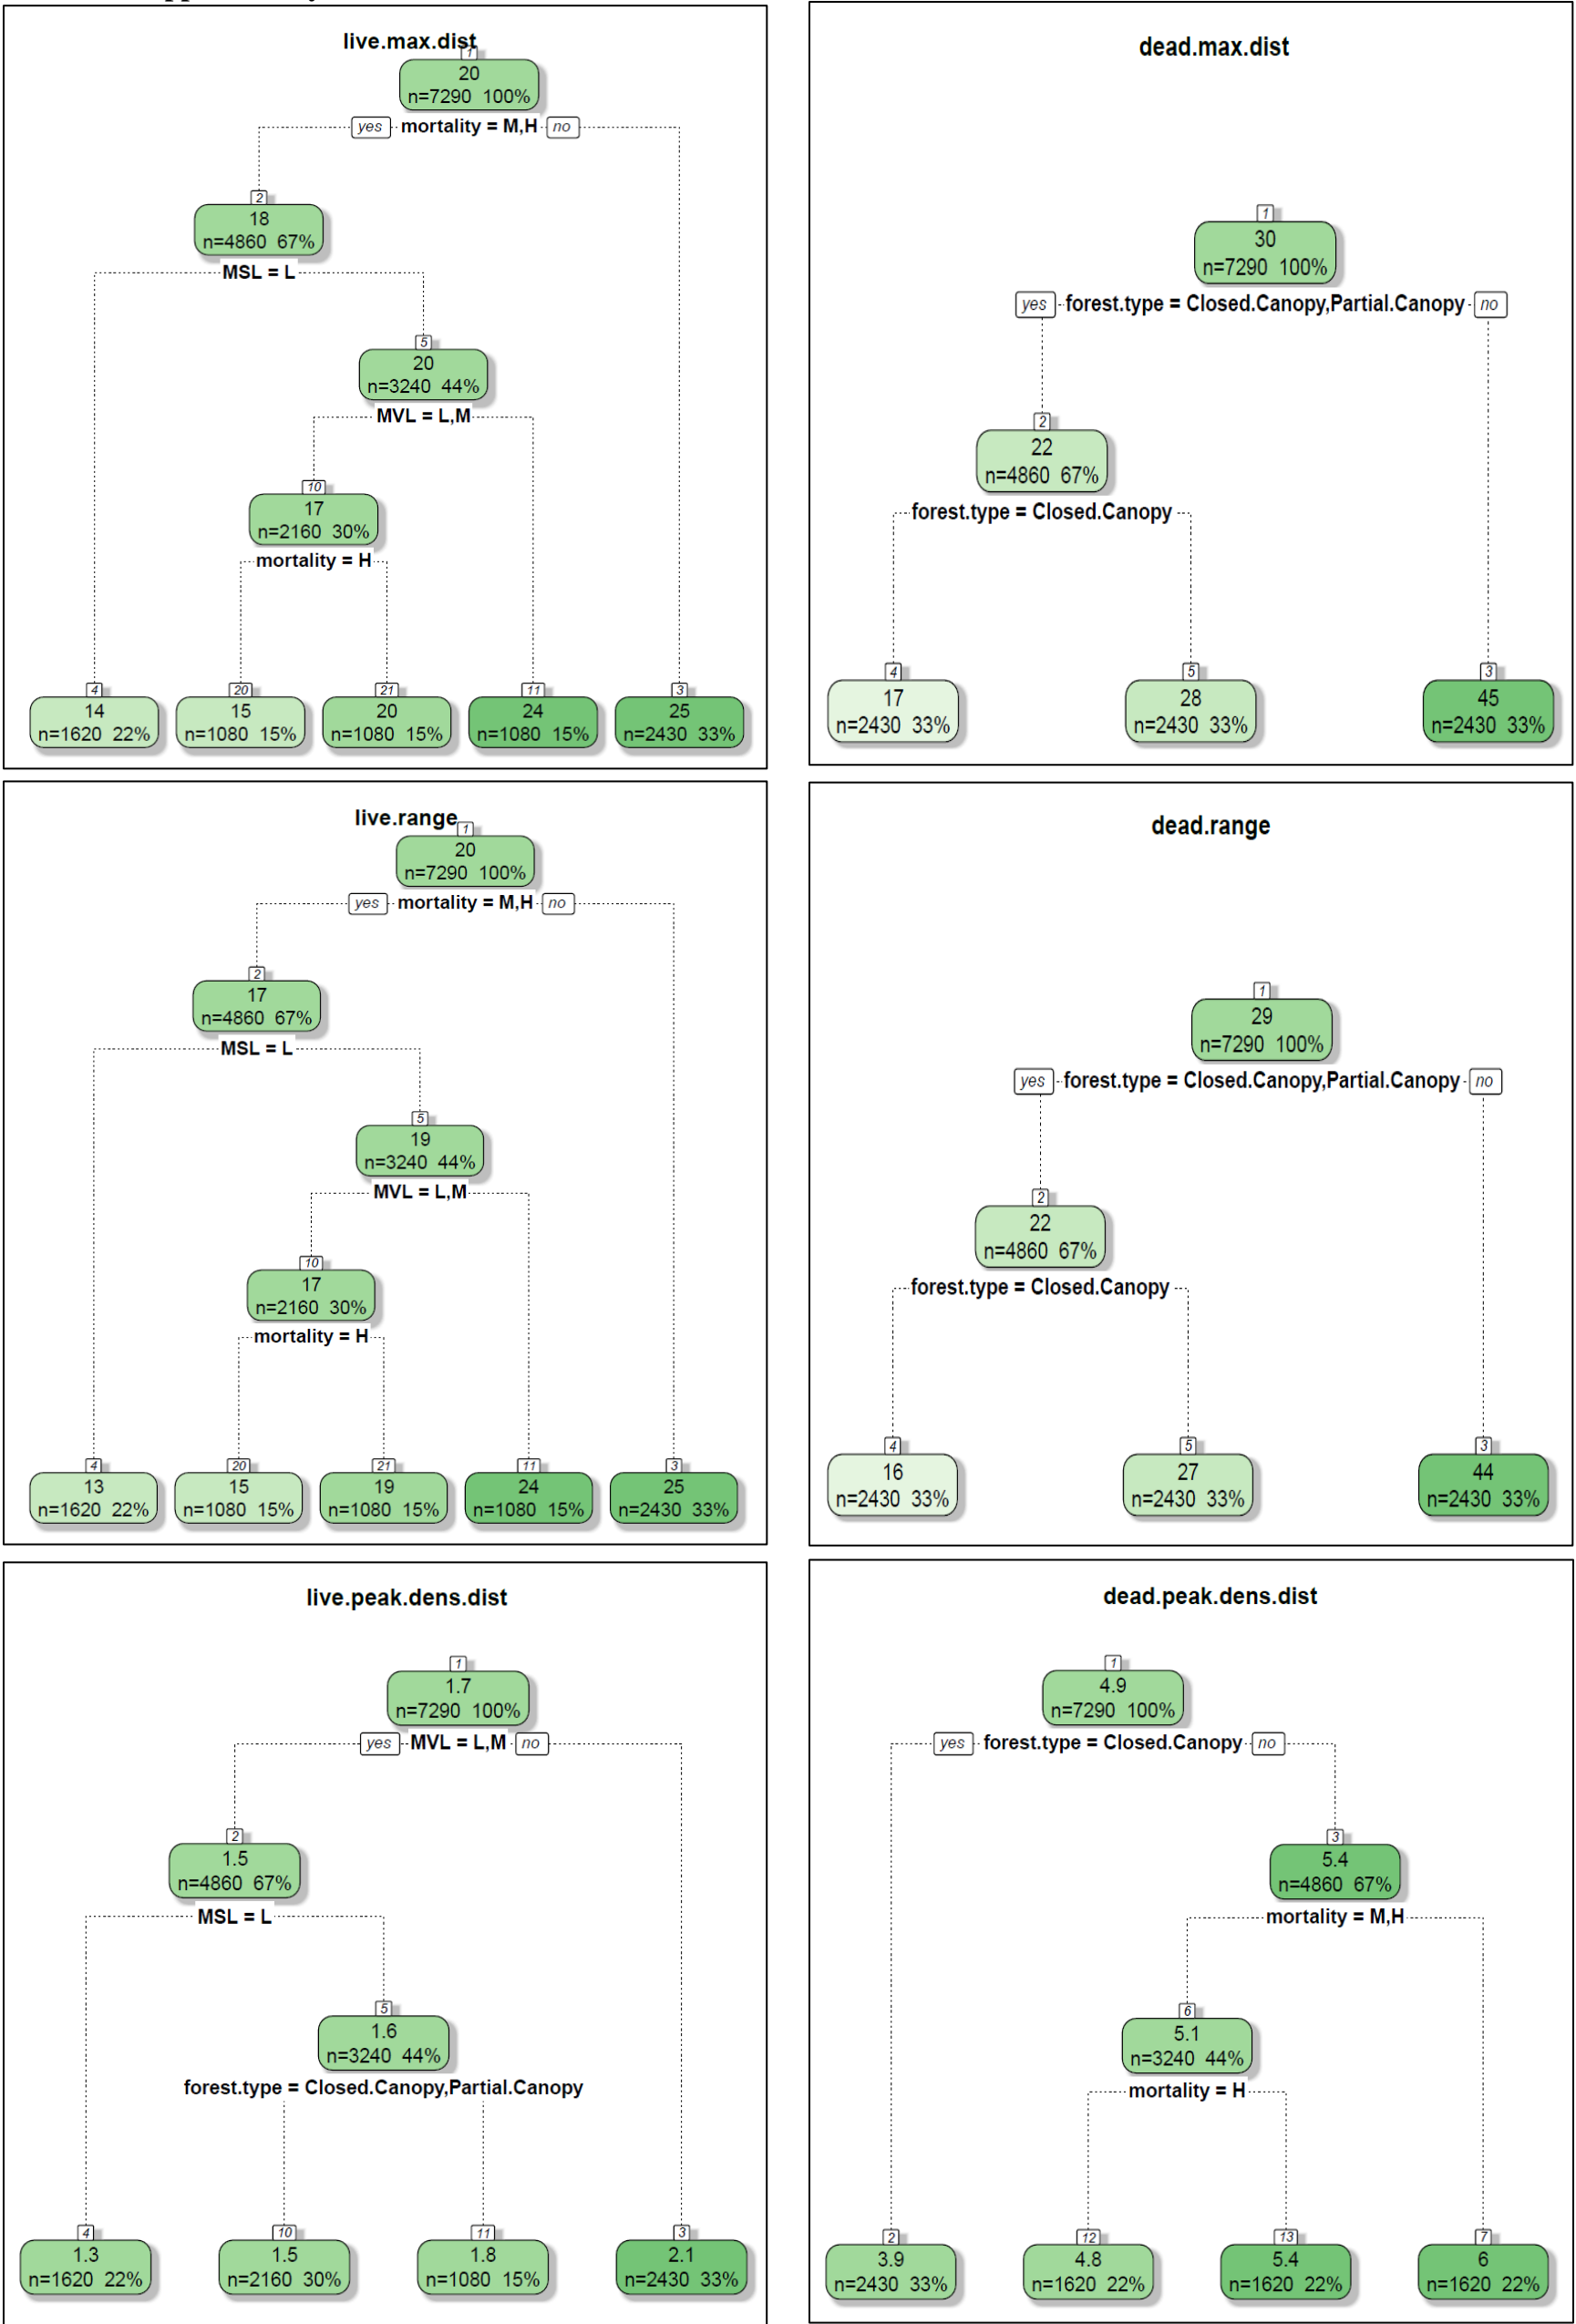 live.max.dist
1
20
n=7290 100%
yes mortality = M,H no
2
18
n=4860 67%
MSL = L
5
20
n=3240 44%
MVL = L,M
10
17
n=2160 30%
mortality = H
4 20 21 11 3
14 15 20 24 25
n=1620 22% n=1080 15% n=1080 15% n=1080 15% n=2430 33%
dead.max.dist
1
30
n=7290 100%
yes forest.type = Closed.Canopy,Partial.Canopy no
2
22
n=4860 67%
forest.type = Closed.Canopy
4 5 3
17 28 45
n=2430 33% n=2430 33% n=2430 33%
live.range
1
20
n=7290 100%
yes mortality = M,H no
2
17
n=4860 67%
MSL = L
5
19
n=3240 44%
MVL = L,M
10
17
n=2160 30%
mortality = H
4 20 21 11 3
13 15 19 24 25
n=1620 22% n=1080 15% n=1080 15% n=1080 15% n=2430 33%
dead.range
1
29
n=7290 100%
yes forest.type = Closed.Canopy,Partial.Canopy no
2
22
n=4860 67%
forest.type = Closed.Canopy
4 5 3
16 27 44
n=2430 33% n=2430 33% n=2430 33%
live.peak.dens.dist
1
1.7
n=7290 100%
yes MVL = L,M no
2
1.5
n=4860 67%
MSL = L
5
1.6
n=3240 44%
forest.type = Closed.Canopy,Partial.Canopy
4 10 11 3
1.3 1.5 1.8 2.1
n=1620 22% n=2160 30% n=1080 15% n=2430 33%
dead.peak.dens.dist
1
4.9
n=7290 100%
yes forest.type = Closed.Canopy no
3
5.4
n=4860 67%
mortality = M,H
6
5.1
n=3240 44%
mortality = H
2 12 13 7
3.9 4.8 5.4 6
n=2430 33% n=1620 22% n=1620 22% n=1620 22%